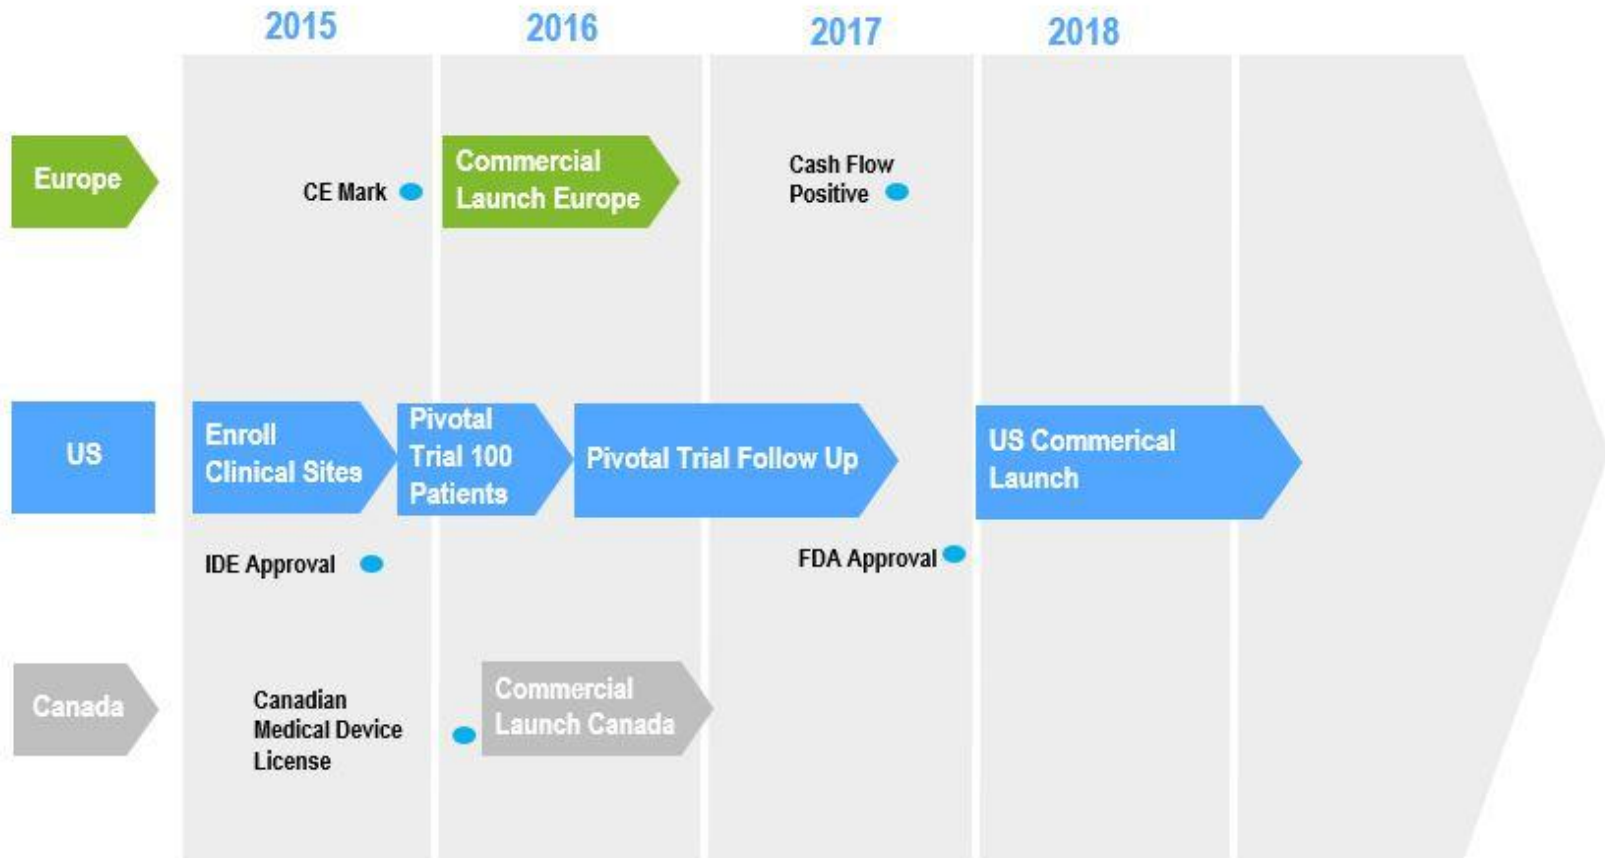 2015
2016
2017
2018
Europe
CE Mark
Commercial
Launch Europe
Cash Flow
Positive
US
Enroll
Clinical Sites
Pivotal
Trial 100
Patients
Pivotal Trial Follow Up
US Commerical
Launch
IDE Approval
FDA Approval
Canada
Canadian
Medical Device
License
Commercial
Launch Canada